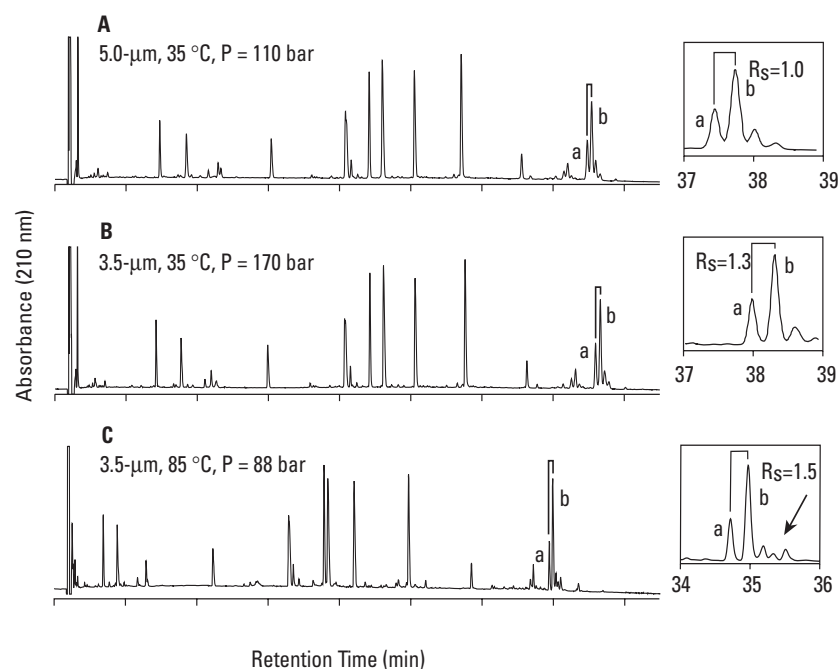 A
5.0-µm, 35 °C, P = 110 bar
a
b
Rs=1.0
a
b
37 38 39
B
3.5-µm, 35 °C, P = 170 bar
a
b
Rs=1.3
a
b
37 38 39
C
3.5-µm, 85 °C, P = 88 bar
a
b
Rs=1.5
a
b
34 35 36
Absorbance (210 nm)
Retention Time (min)